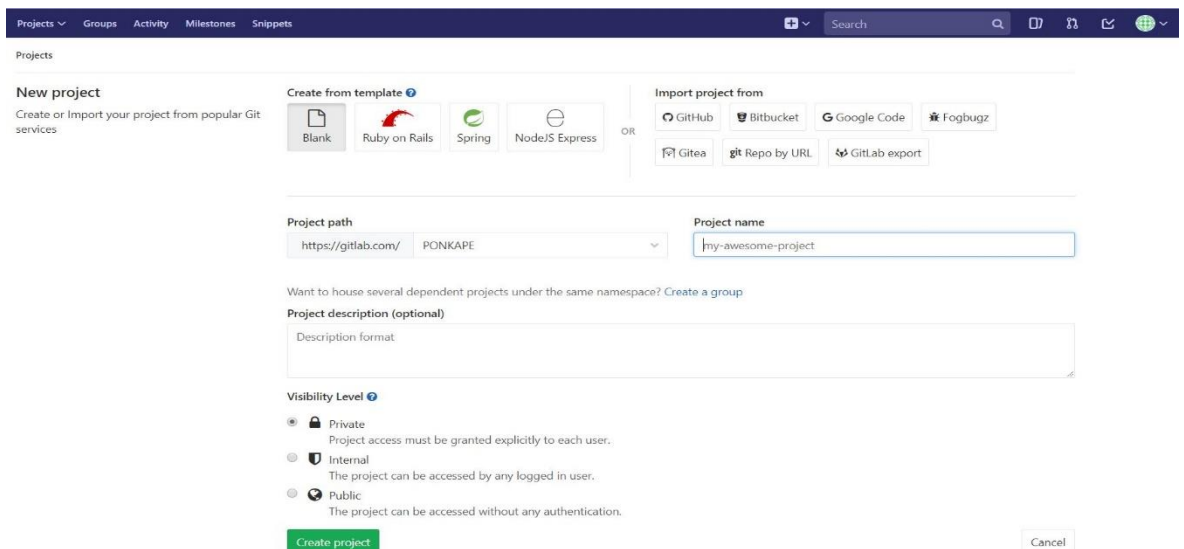 Projects Groups Activity Milestones Snippets Search
Projects
New project
Create or Import your project from popular Git
services
Create from template
Blank Ruby on Rails Spring NodeJS Express
OR
Import project from
GitHub Bitbucket Google Code Fogbugz
Gitea git Repo by URL GitLab export
Project path
https://gitlab.com/ PONKAPE
Project name
my-awesome-project
Want to house several dependent projects under the same namespace? Create a group
Project description (optional)
Description format
Visibility Level
Private
Project access must be granted explicitly to each user.
Internal
The project can be accessed by any logged in user.
Public
The project can be accessed without any authentication.
Create project Cancel